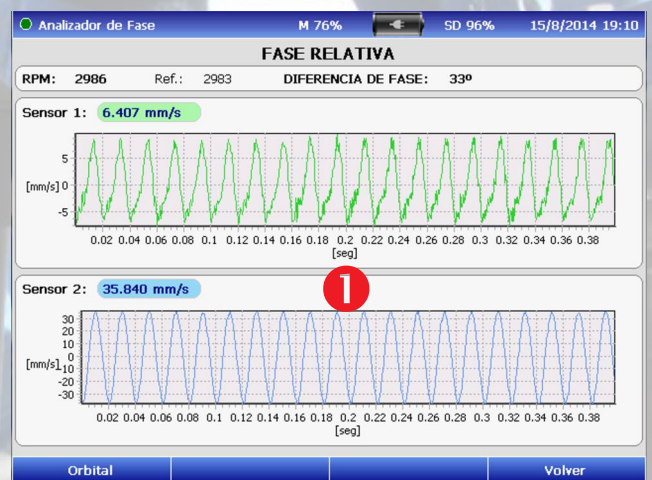 Analizador de Fase M 76% SD 96% 15/8/2014 19:10
FASE RELATIVA
RPM: 2986 Ref.: 2983 DIFERENCIA DE FASE: 33º
Sensor 1: 6.407 mm/s
5
[mm/s] 0
-5
0.02 0.04 0.06 0.08 0.1 0.12 0.14 0.16 0.18 0.2 0.22 0.24 0.26 0.28 0.3 0.32 0.34 0.36 0.38
[seg]
1
Sensor 2: 35.840 mm/s
30
20
10
0
[mm/s]-10
-20
-30
0.02 0.04 0.06 0.08 0.1 0.12 0.14 0.16 0.18 0.2 0.22 0.24 0.26 0.28 0.3 0.32 0.34 0.36 0.38
[seg]
Orbital Volver